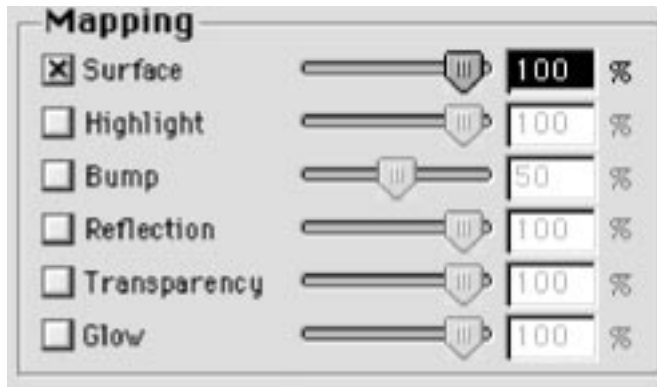 Mapping
Surface 100 %
Highlight 100 %
Bump 50 %
Reflection 100 %
Transparency 100 %
Glow 100 %